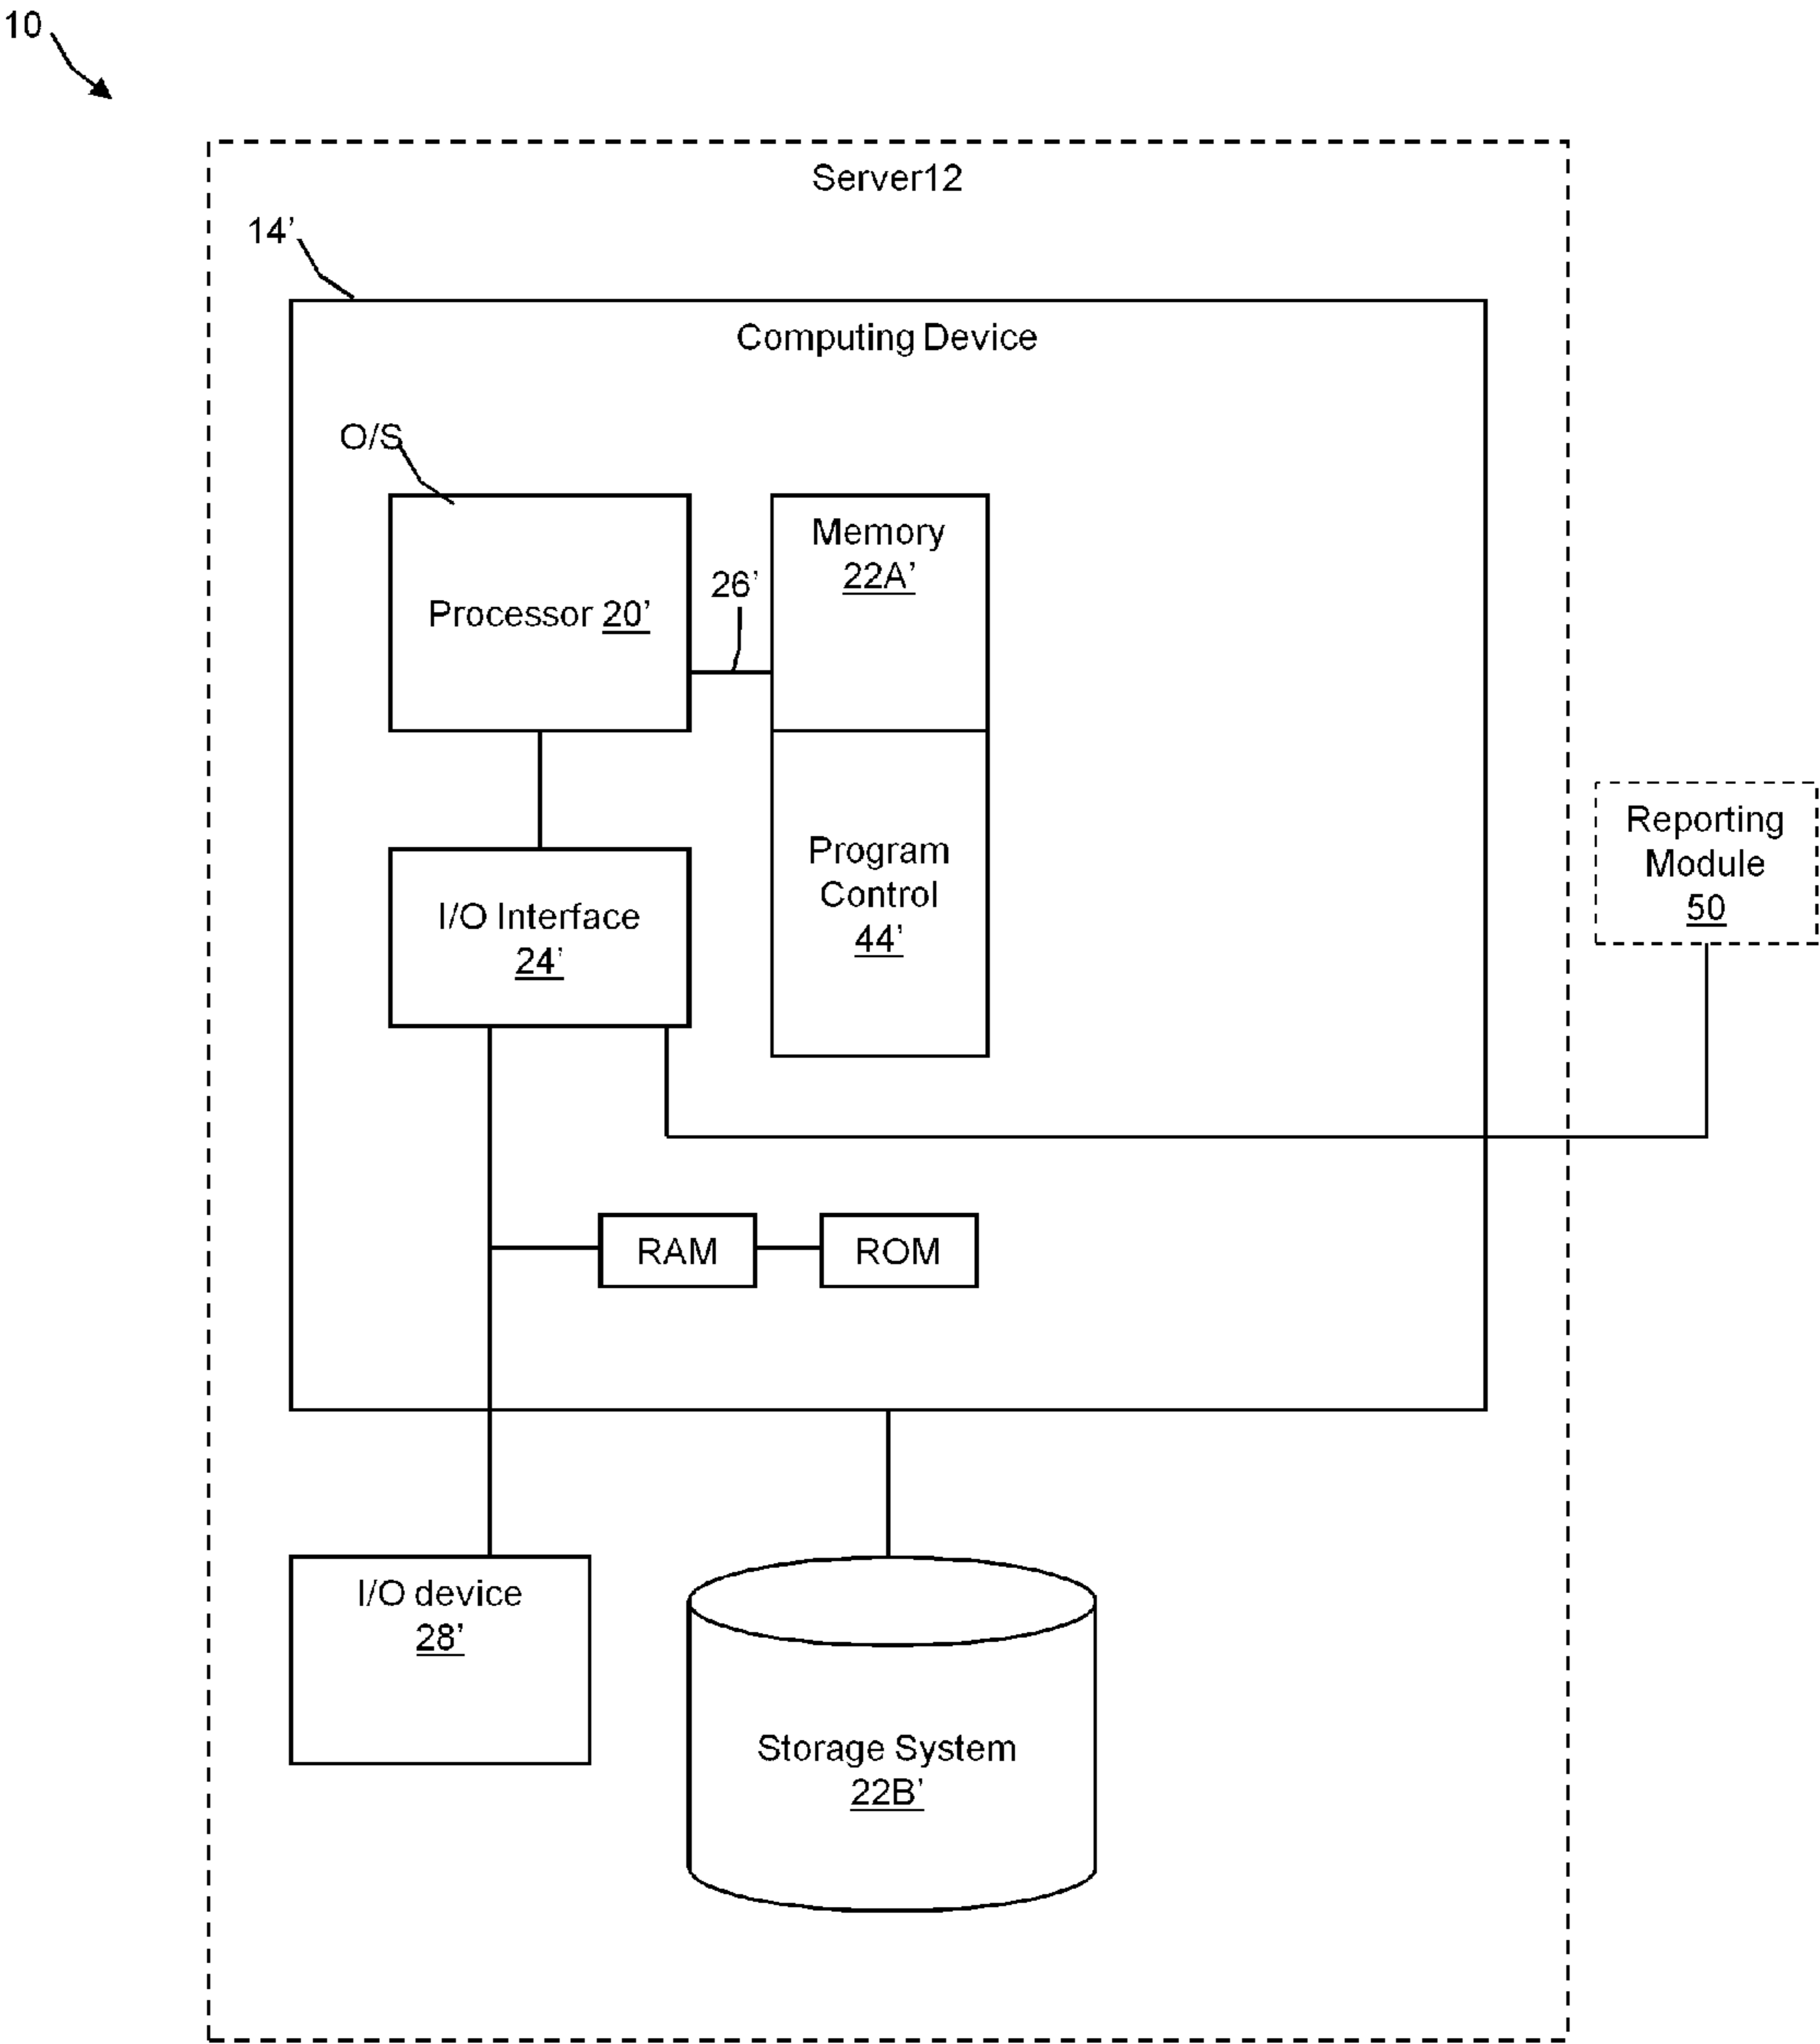 10
Server12
14’
Computing Device
O/S
Memory
22A’
26’
Processor 20’
Reporting
Module
50
Program
Control
44’
I/O Interface
24’
RAM
ROM
I/O device
28’
Storage System
22B’